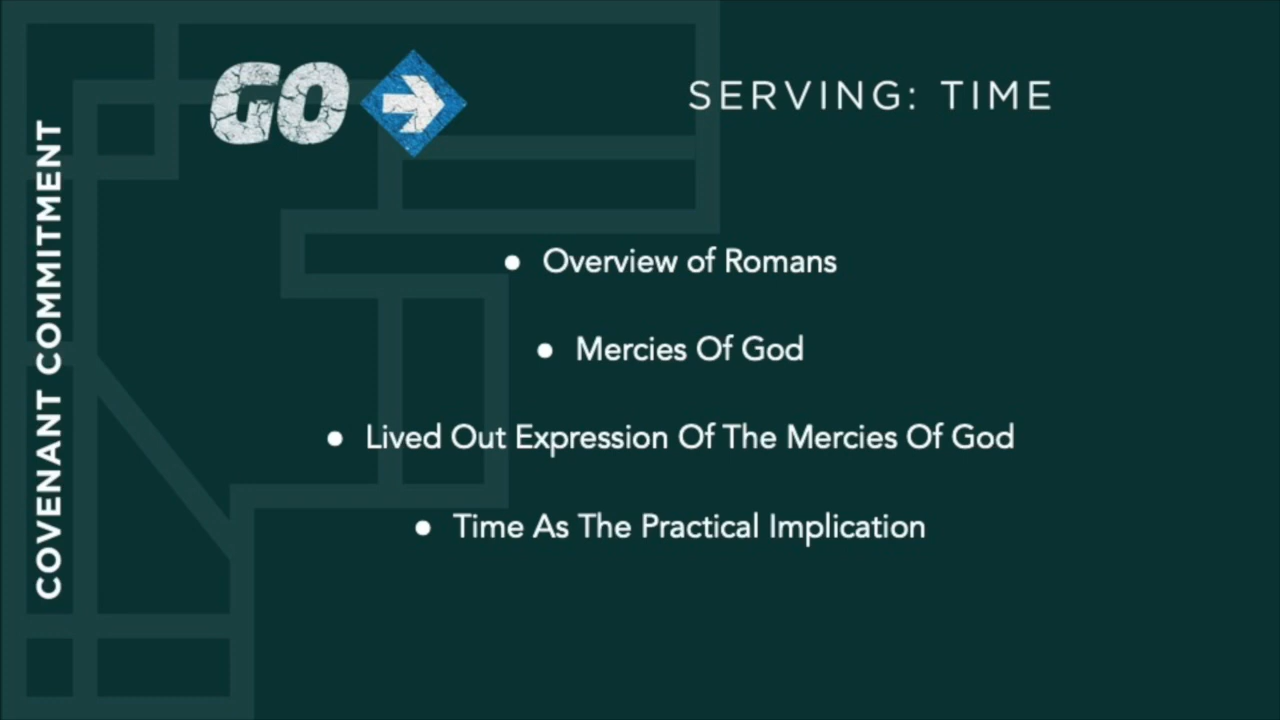 COVENANT COMMITMENT
GO
SERVING: TIME
• Overview of Romans
• Mercies Of God
• Lived Out Expression Of The Mercies Of God
• Time As The Practical Implication